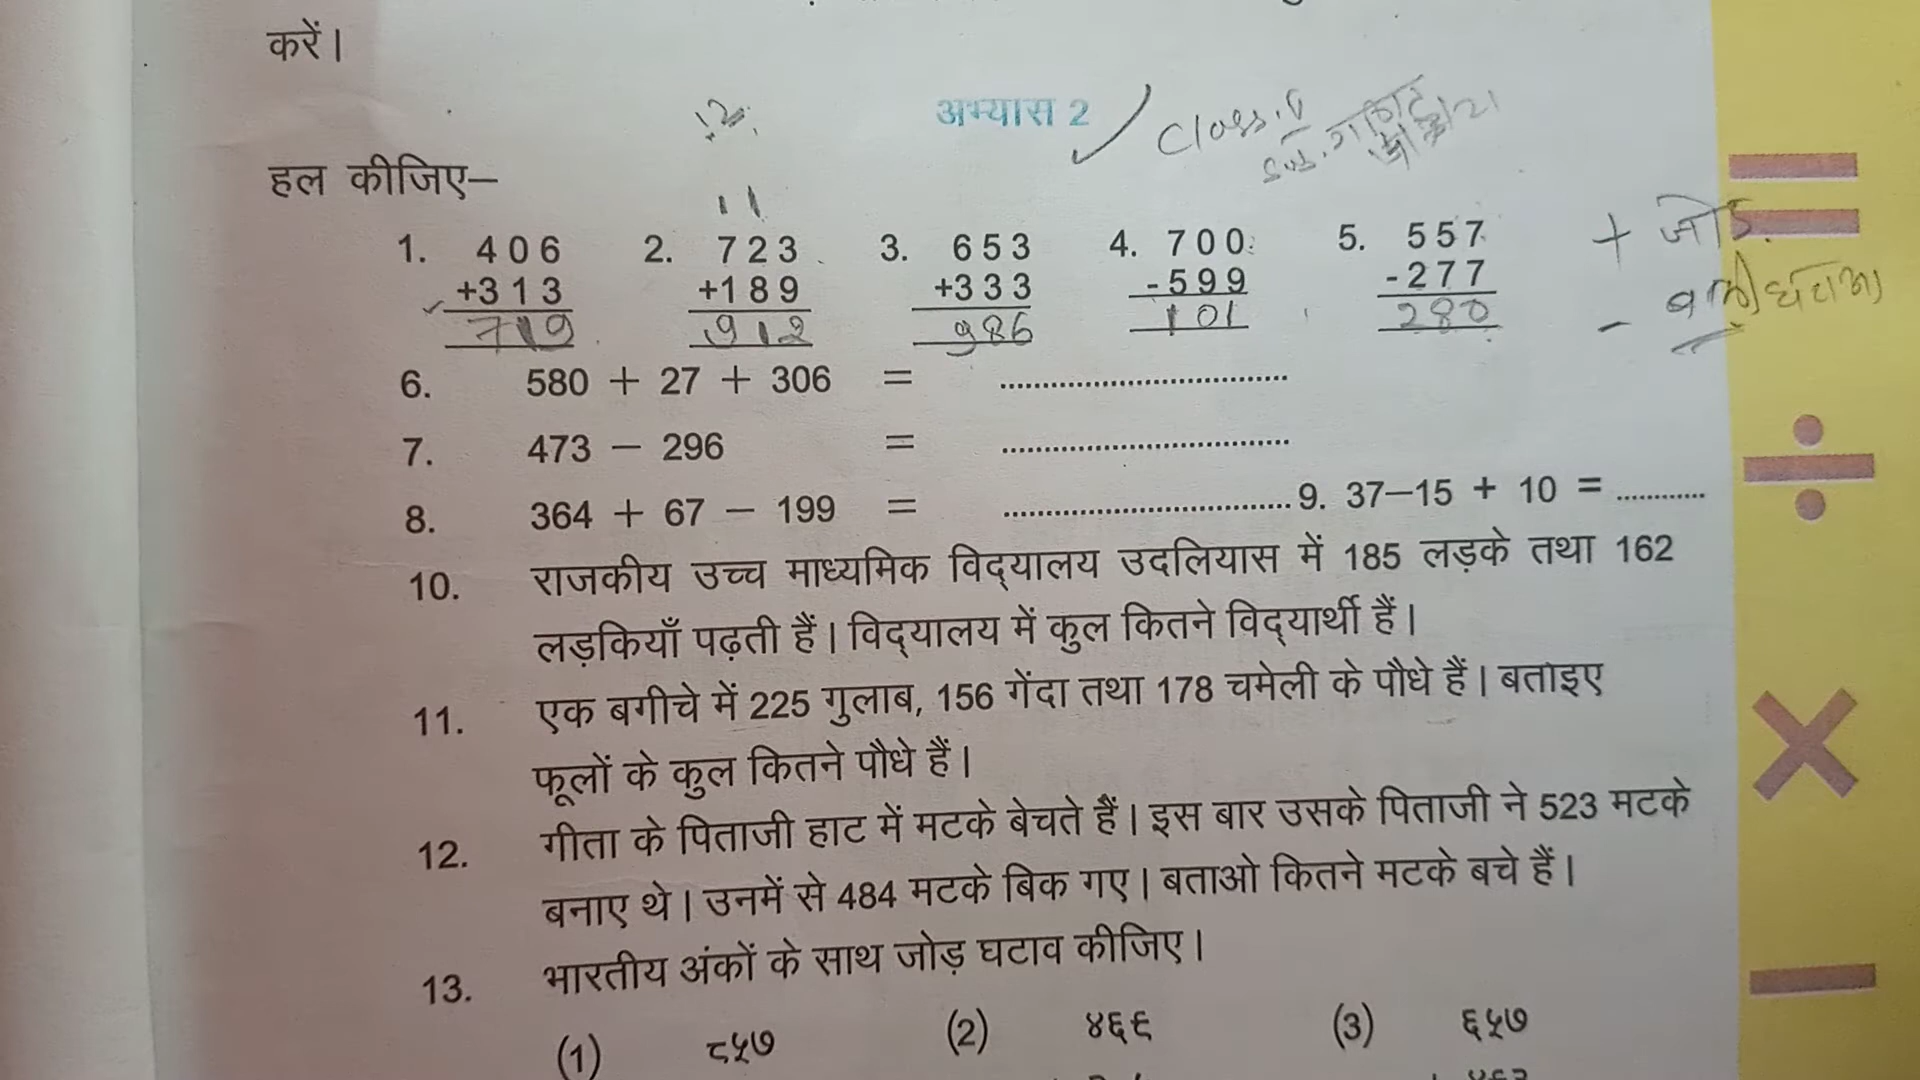 करें।
12
अभ्यास 2 Class.V
हल कीजिए–
1 1
1. 406 2. 723 3. 653 4. 700 5. 557 + जोड़
+313 +189 +333 -599 -277 - घटाना
719 912 986 101 280
6. 580 + 27 + 306 = ................................
7. 473 – 296 = ................................
8. 364 + 67 – 199 = ................................ 9. 37–15 + 10 = ............
10. राजकीय उच्च माध्यमिक विद्यालय उदलियास में 185 लड़के तथा 162
लड़कियाँ पढ़ती हैं। विद्यालय में कुल कितने विद्यार्थी हैं।
11. एक बगीचे में 225 गुलाब, 156 गेंदा तथा 178 चमेली के पौधे हैं। बताइए
फूलों के कुल कितने पौधे हैं।
12. गीता के पिताजी हाट में मटके बेचते हैं। इस बार उसके पिताजी ने 523 मटके
बनाए थे। उनमें से 484 मटके बिक गए। बताओ कितने मटके बचे हैं।
13. भारतीय अंकों के साथ जोड़ घटाव कीजिए।
(1) ८५७ (2) ४६६ (3) ६५७